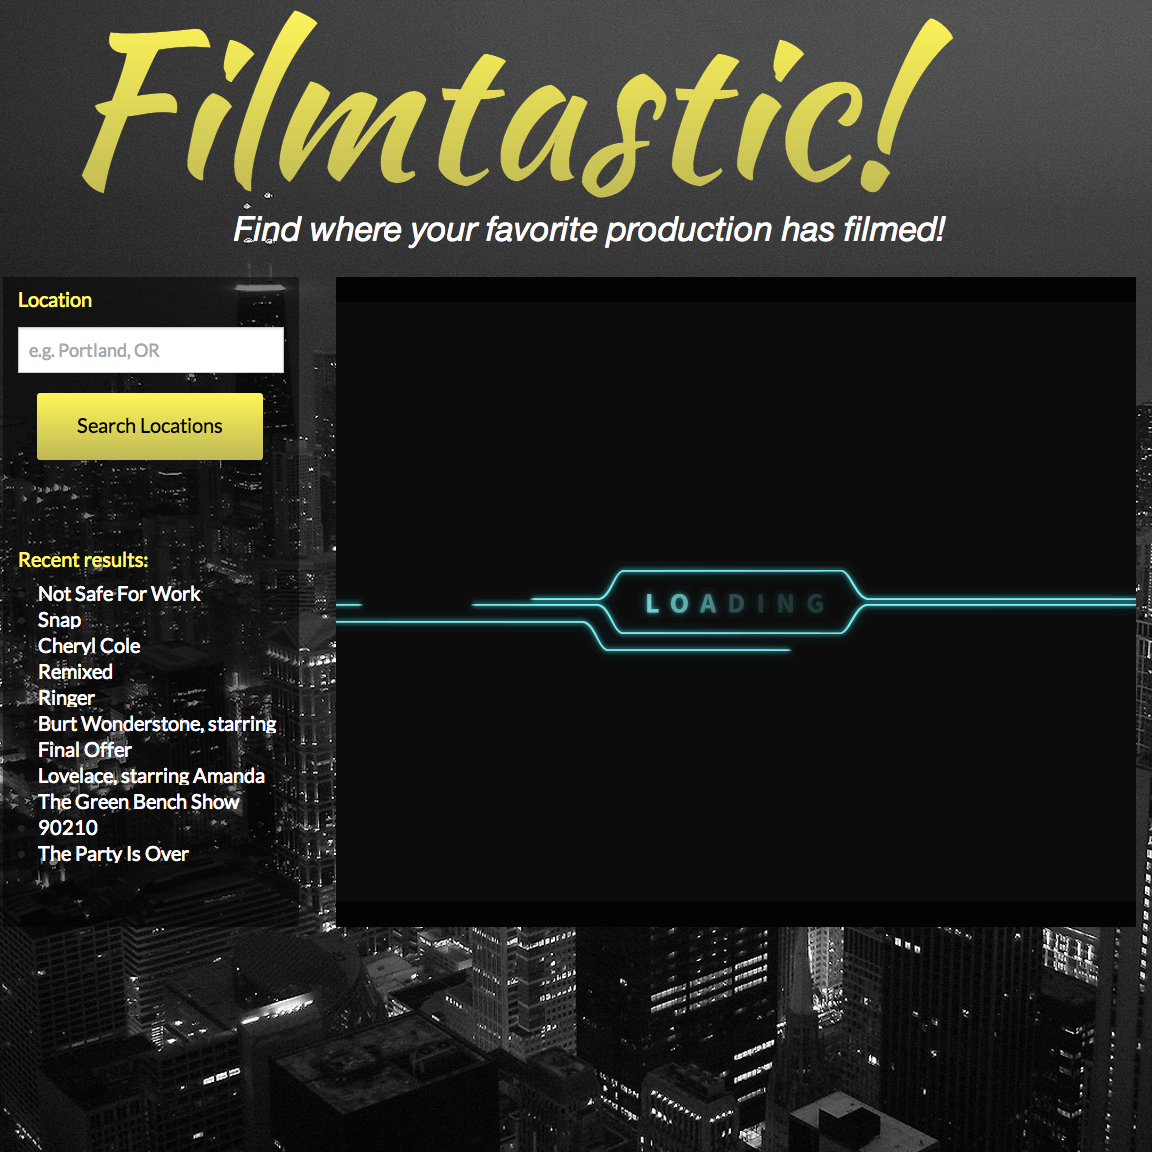 Filmtastic!
Find where your favorite production has filmed!
Location
e.g. Portland, OR
Search Locations
Recent results:
Not Safe For Work
Snap
Cheryl Cole
Remixed
Ringer
Burt Wonderstone, starring
Final Offer
Lovelace, starring Amanda
The Green Bench Show
90210
The Party Is Over
LOADING